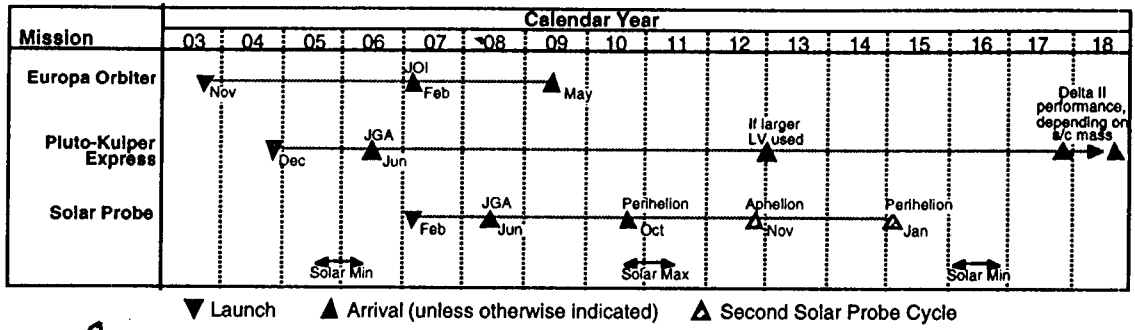 Calendar Year
Mission 03 04 05 06 07 08 09 10 11 12 13 14 15 16 17 18
Europa Orbiter
Nov
JOI
Feb
May
Pluto-Kuiper
Express
Dec
JGA
Jun
If larger
LV used
Delta II
performance,
depending on
s/c mass
Solar Probe
Feb
JGA
Jun
Perihelion
Oct
Aphelion
Nov
Perihelion
Jan
Solar Min
Solar Max
Solar Min
Launch Arrival (unless otherwise indicated) Second Solar Probe Cycle